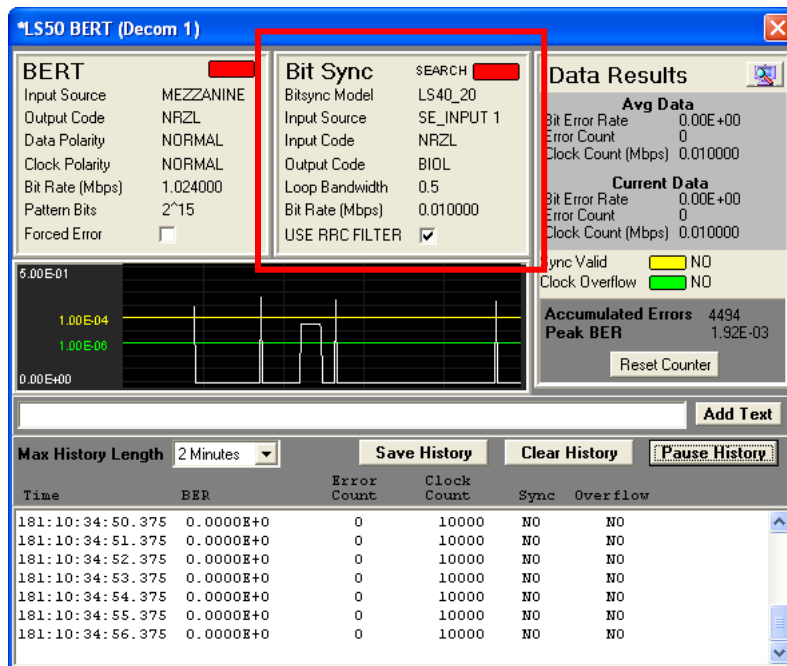 *LS50 BERT (Decom 1)
BERT
Input Source MEZZANINE
Output Code NRZL
Data Polarity NORMAL
Clock Polarity NORMAL
Bit Rate (Mbps) 1.024000
Pattern Bits 2^15
Forced Error
Bit Sync SEARCH
Bitsync Model LS40_20
Input Source SE_INPUT 1
Input Code NRZL
Output Code BIOL
Loop Bandwidth 0.5
Bit Rate (Mbps) 0.010000
USE RRC FILTER
Data Results
Avg Data
Bit Error Rate 0.00E+00
Error Count 0
Clock Count (Mbps) 0.010000
Current Data
Bit Error Rate 0.00E+00
Error Count 0
Clock Count (Mbps) 0.010000
Sync Valid NO
Clock Overflow NO
Accumulated Errors 4494
Peak BER 1.92E-03
Reset Counter
5.00E-01
1.00E-04
1.00E-06
0.00E+00
Add Text
Max History Length 2 Minutes Save History Clear History Pause History
Time BER Error Count Clock Count Sync Overflow
181:10:34:50.375 0.0000E+0 0 10000 NO NO
181:10:34:51.375 0.0000E+0 0 10000 NO NO
181:10:34:52.375 0.0000E+0 0 10000 NO NO
181:10:34:53.375 0.0000E+0 0 10000 NO NO
181:10:34:54.375 0.0000E+0 0 10000 NO NO
181:10:34:55.375 0.0000E+0 0 10000 NO NO
181:10:34:56.375 0.0000E+0 0 10000 NO NO